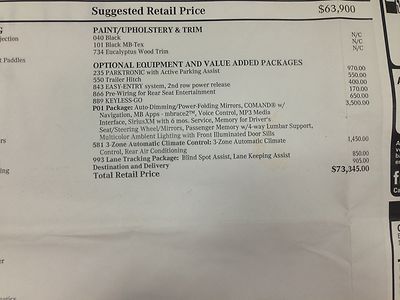 Suggested Retail Price $63,900
G
jection
t Paddles
ing
er
PAINT/UPHOLSTERY & TRIM
040 Black N/C
101 Black MB-Tex N/C
734 Eucalyptus Wood Trim N/C
OPTIONAL EQUIPMENT AND VALUE ADDED PACKAGES
235 PARKTRONIC with Active Parking Assist 970.00
550 Trailer Hitch 550.00
843 EASY-ENTRY system, 2nd row power release 400.00
866 Pre-Wiring for Rear Seat Entertainment 170.00
889 KEYLESS-GO 650.00
P01 Package: Auto-Dimming/Power-Folding Mirrors, COMAND® w/ 3,500.00
Navigation, MB Apps - mbrace2™, Voice Control, MP3 Media
Interface, SiriusXM with 6 mos. Service, Memory for Driver's
Seat/Steering Wheel/Mirrors, Passenger Memory w/4-way Lumbar Support,
Multicolor Ambient Lighting with Front Illuminated Door Sills
581 3-Zone Automatic Climate Control: 3-Zone Automatic Climate 1,450.00
Control, Rear Air Conditioning
993 Lane Tracking Package: Blind Spot Assist, Lane Keeping Assist 850.00
Destination and Delivery 905.00
Total Retail Price $73,345.00